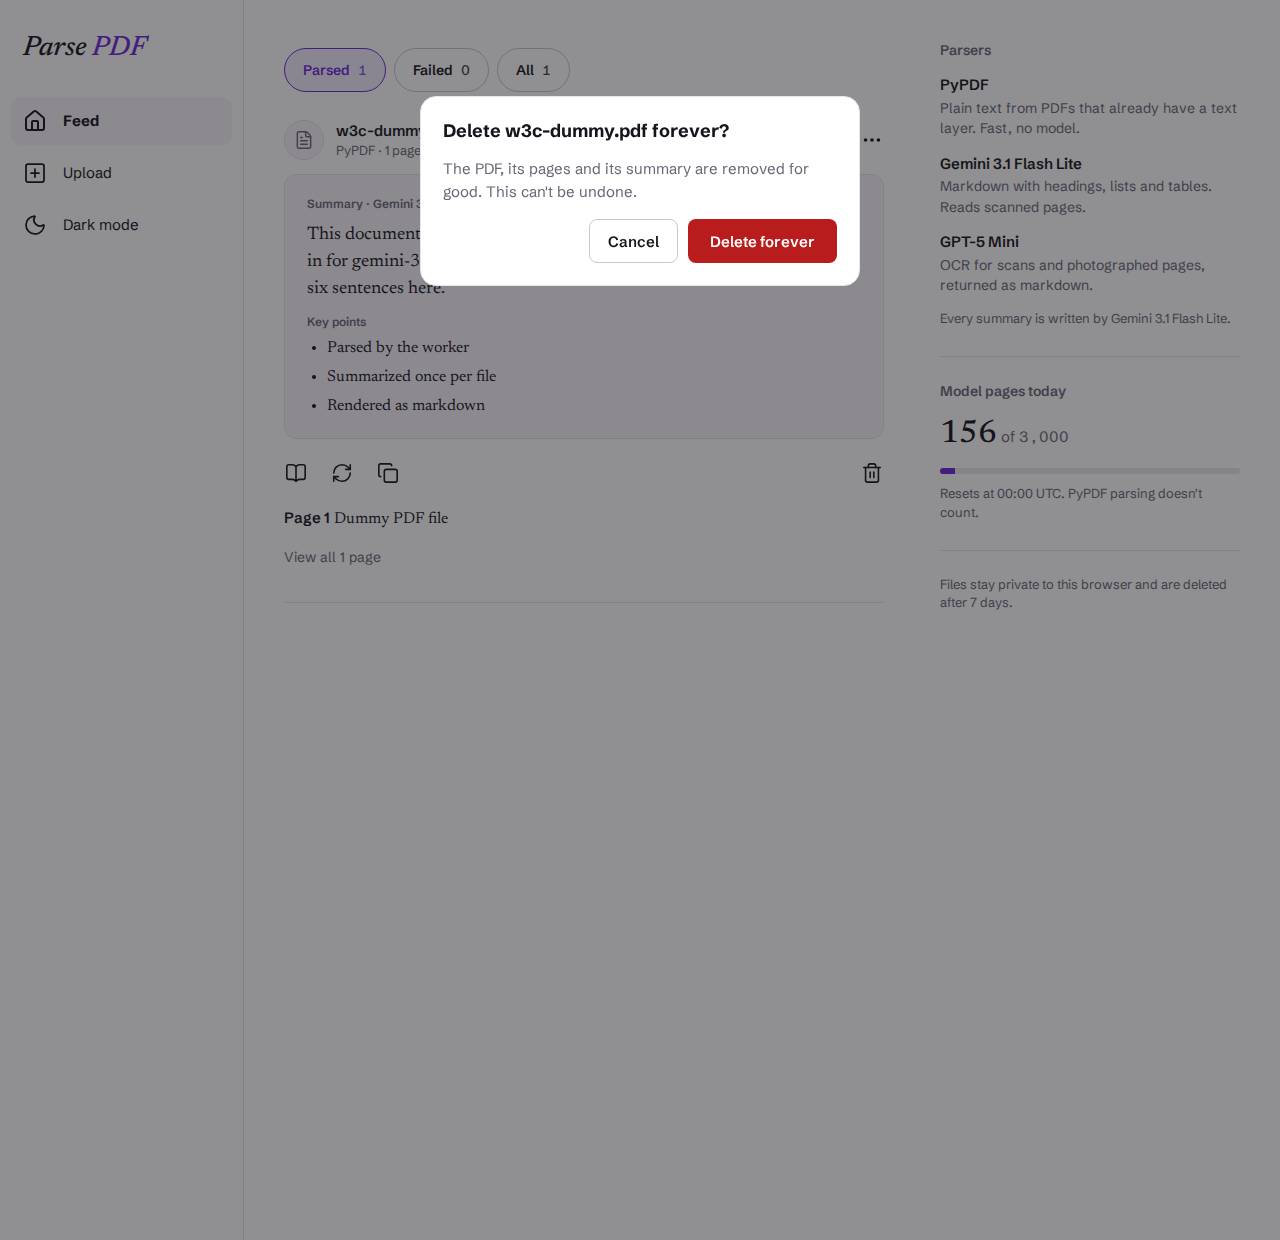 Parse PDF
Feed
Upload
Dark mode
Parsed 1
Failed 0
All 1
w3c-dummy
PyPDF · 1 page
Delete w3c-dummy.pdf forever?
The PDF, its pages and its summary are removed for
good. This can't be undone.
Cancel
Delete forever
Summary · Gemini 3
This document
in for gemini-3
six sentences here.
Key points
• Parsed by the worker
• Summarized once per file
• Rendered as markdown
Page 1 Dummy PDF file
View all 1 page
Parsers
PyPDF
Plain text from PDFs that already have a text
layer. Fast, no model.
Gemini 3.1 Flash Lite
Markdown with headings, lists and tables.
Reads scanned pages.
GPT-5 Mini
OCR for scans and photographed pages,
returned as markdown.
Every summary is written by Gemini 3.1 Flash Lite.
Model pages today
156 of 3,000
Resets at 00:00 UTC. PyPDF parsing doesn't
count.
Files stay private to this browser and are deleted
after 7 days.